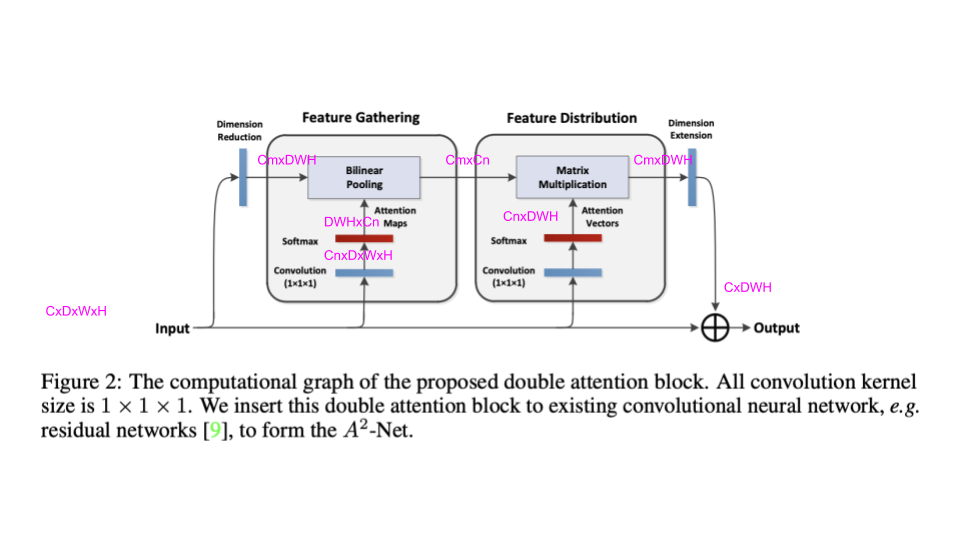 Feature Gathering
Feature Distribution
Dimension
Reduction
Dimension
Extension
CmxDWH
CmxCn
CmxDWH
Bilinear
Pooling
Matrix
Multiplication
Attention
Maps
DWHxCn
Attention
Vectors
CnxDWH
Softmax
Softmax
CnxDxWxH
Convolution
(1×1×1)
Convolution
(1×1×1)
CxDWH
CxDxWxH
Input
Output
Figure 2: The computational graph of the proposed double attention block. All convolution kernel
size is 1 × 1 × 1. We insert this double attention block to existing convolutional neural network, e.g.
residual networks [9], to form the A²-Net.